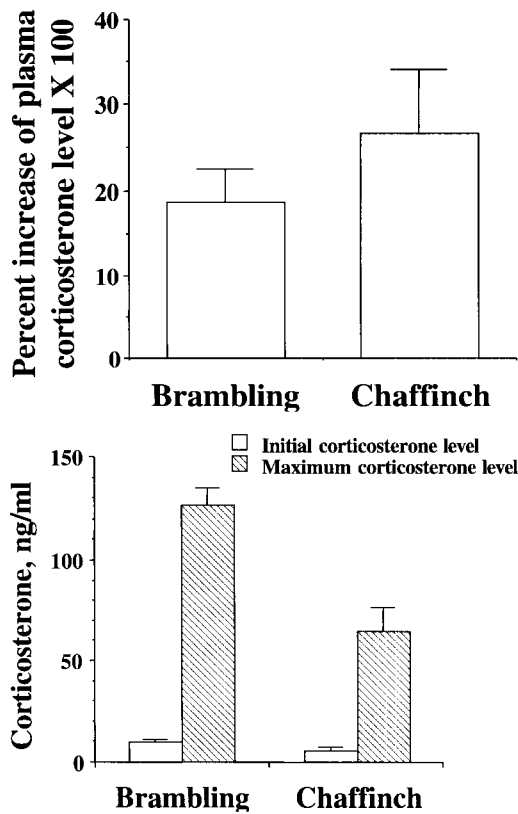 Percent increase of plasma
corticosterone level X 100
40
30
20
10
0
Brambling
Chaffinch
Initial corticosterone level
Maximum corticosterone level
Corticosterone, ng/ml
150
100
50
0
Brambling
Chaffinch